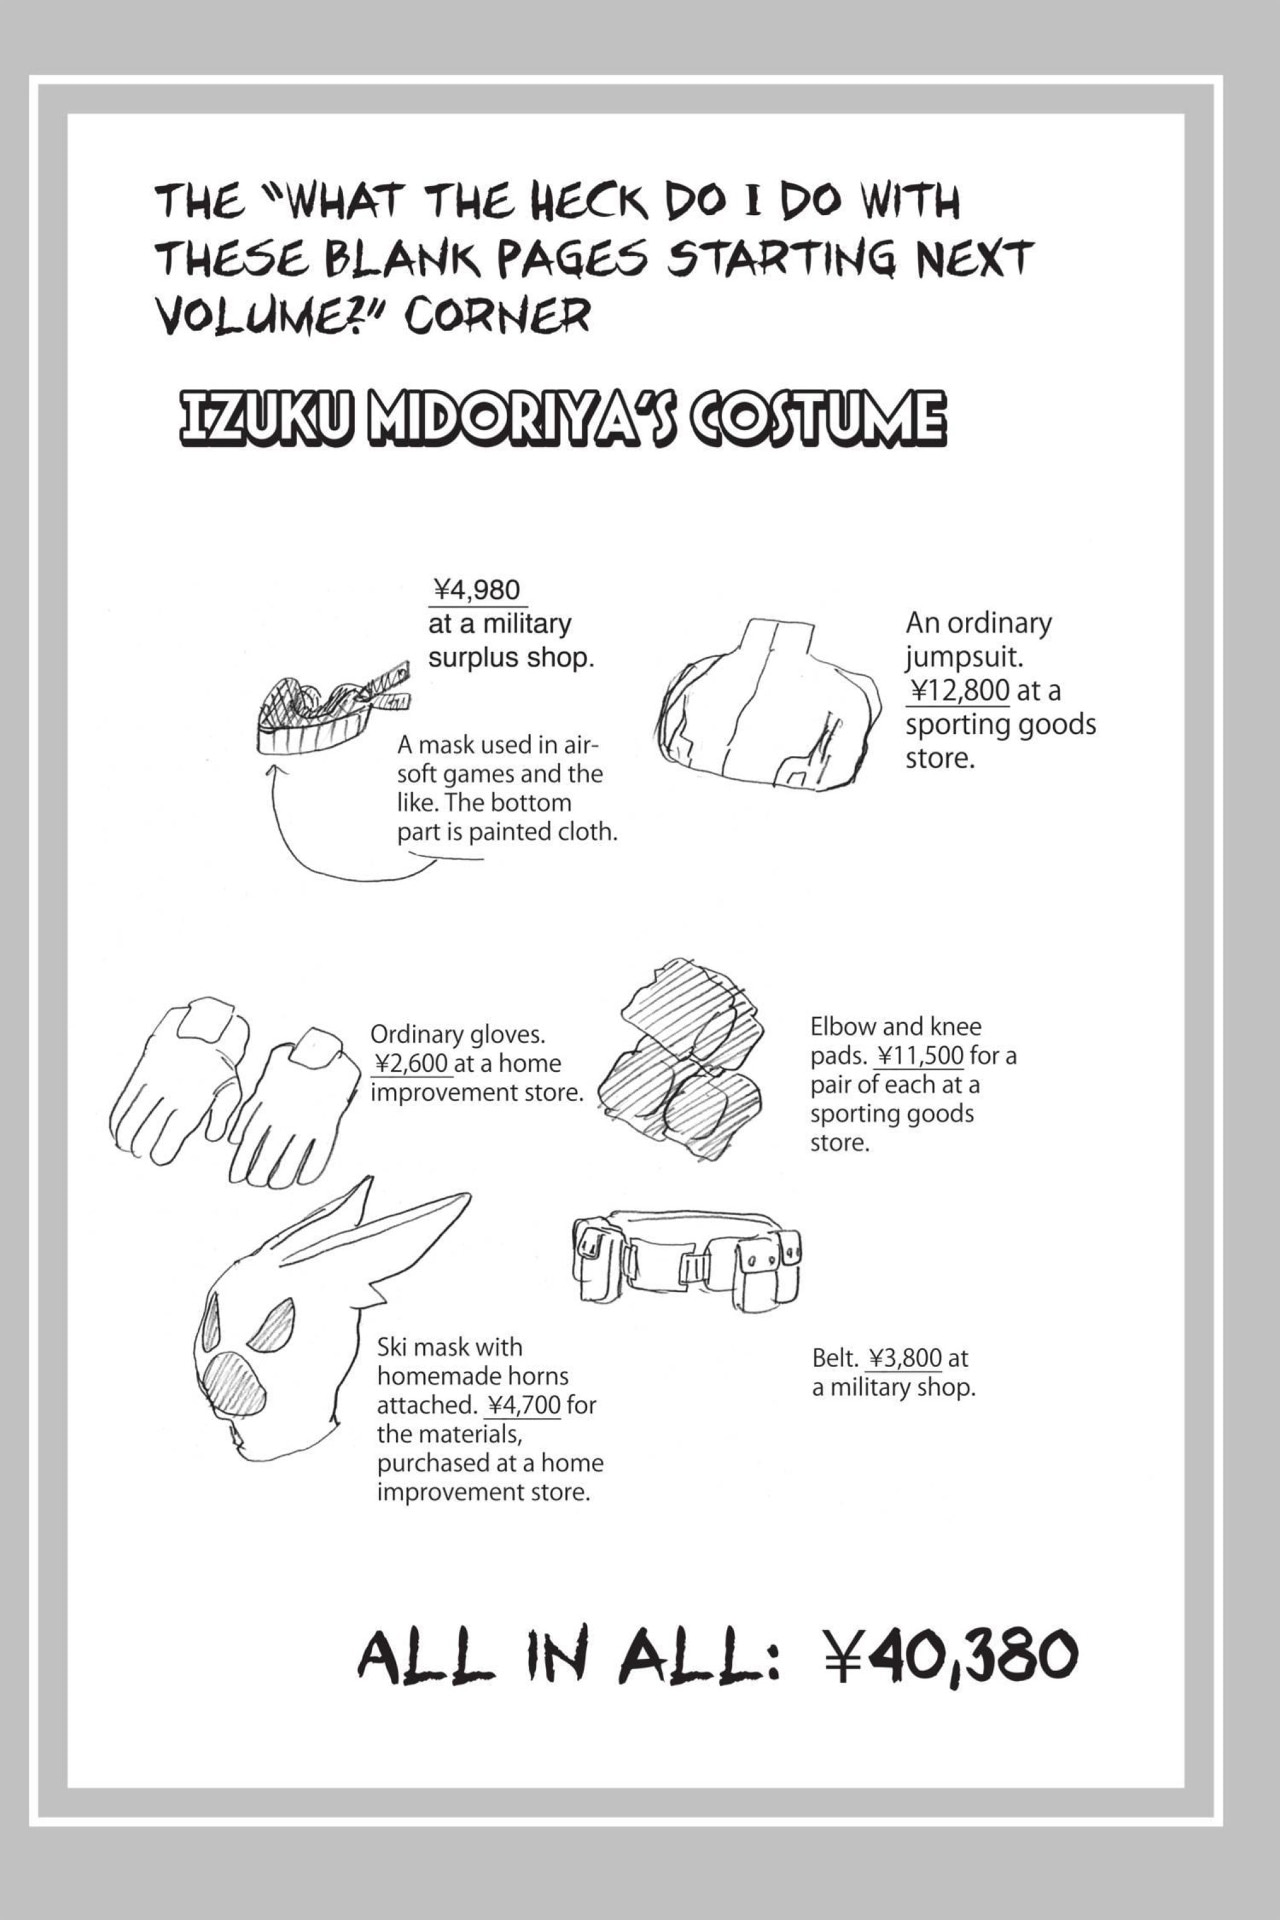 THE "WHAT THE HECK DO I DO WITH
THESE BLANK PAGES STARTING NEXT
VOLUME?" CORNER
IZUKU MIDORIYA'S COSTUME
¥4,980
at a military
surplus shop.
A mask used in air-
soft games and the
like. The bottom
part is painted cloth.
An ordinary
jumpsuit.
¥12,800 at a
sporting goods
store.
Ordinary gloves.
¥2,600 at a home
improvement store.
Elbow and knee
pads. ¥11,500 for a
pair of each at a
sporting goods
store.
Ski mask with
homemade horns
attached. ¥4,700 for
the materials,
purchased at a home
improvement store.
Belt. ¥3,800 at
a military shop.
ALL IN ALL: ¥40,380